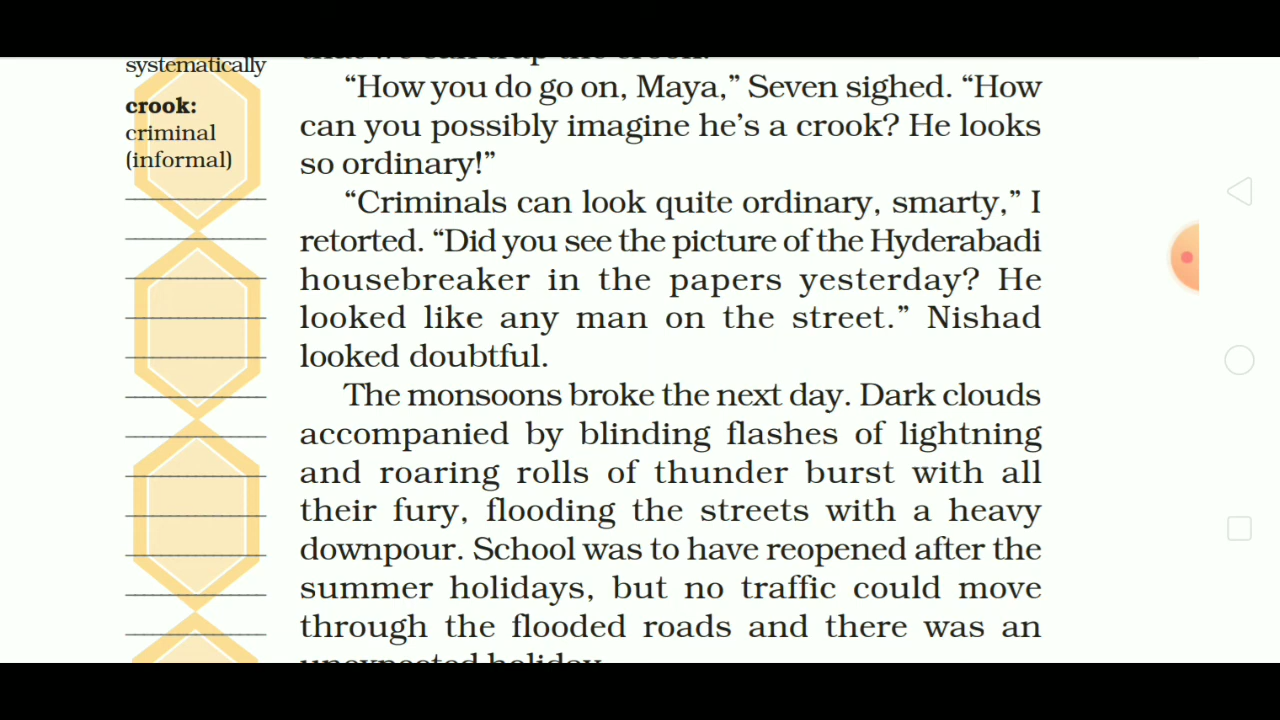 systematically
crook:
criminal
(informal)
“How you do go on, Maya,” Seven sighed. “How
can you possibly imagine he’s a crook? He looks
so ordinary!”
“Criminals can look quite ordinary, smarty,” I
retorted. “Did you see the picture of the Hyderabadi
housebreaker in the papers yesterday? He
looked like any man on the street.” Nishad
looked doubtful.
The monsoons broke the next day. Dark clouds
accompanied by blinding flashes of lightning
and roaring rolls of thunder burst with all
their fury, flooding the streets with a heavy
downpour. School was to have reopened after the
summer holidays, but no traffic could move
through the flooded roads and there was an
unexpected holiday.